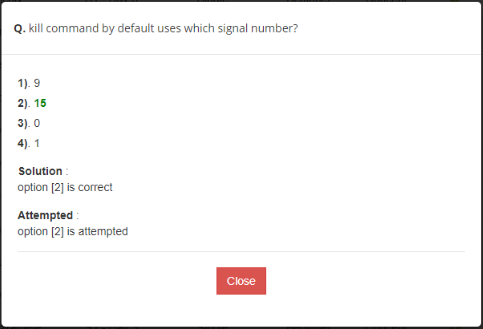 Q. kill command by default uses which signal number?
1). 9
2). 15
3). 0
4). 1
Solution :
option [2] is correct
Attempted :
option [2] is attempted
Close